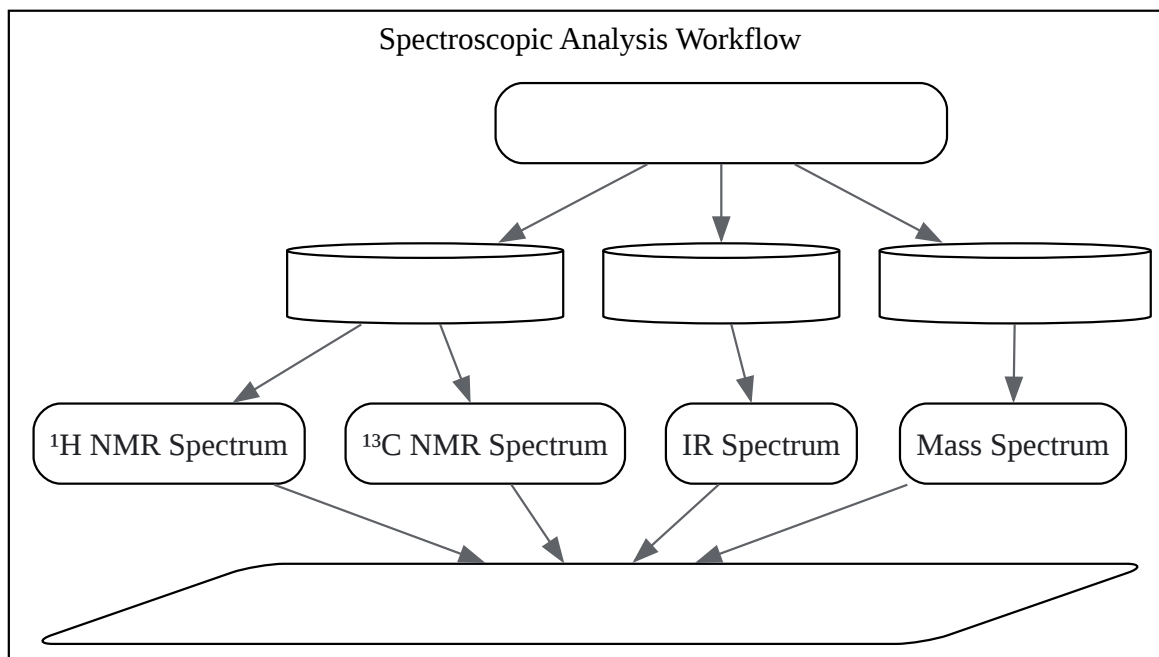 Spectroscopic Analysis Workflow
¹H NMR Spectrum
¹³C NMR Spectrum
IR Spectrum
Mass Spectrum